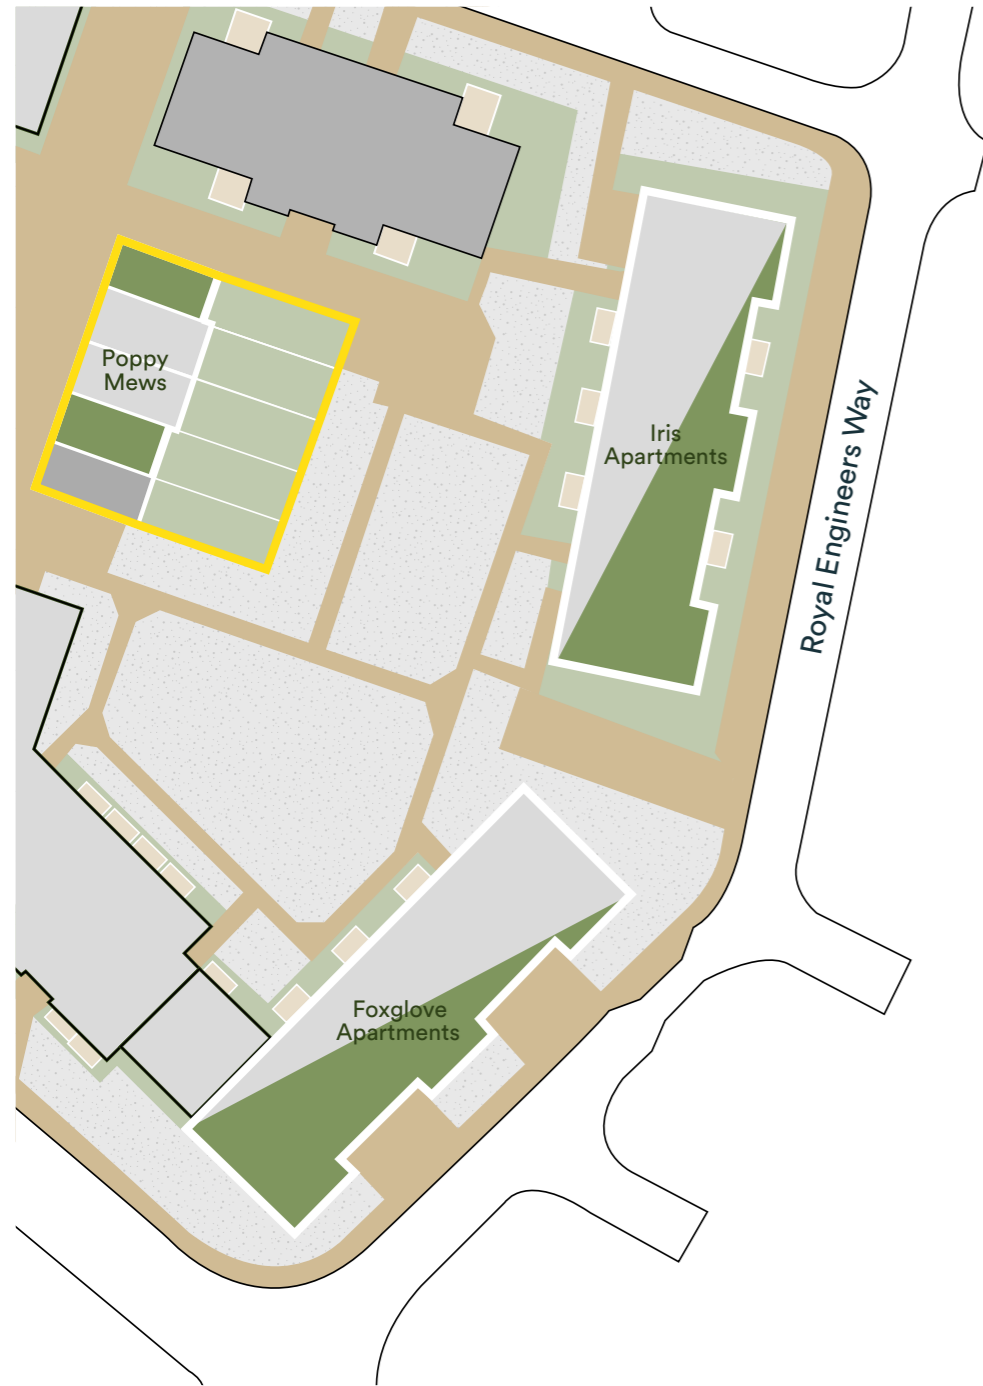 Poppy
Mews
Iris
Apartments
Royal Engineers Way
Foxglove
Apartments